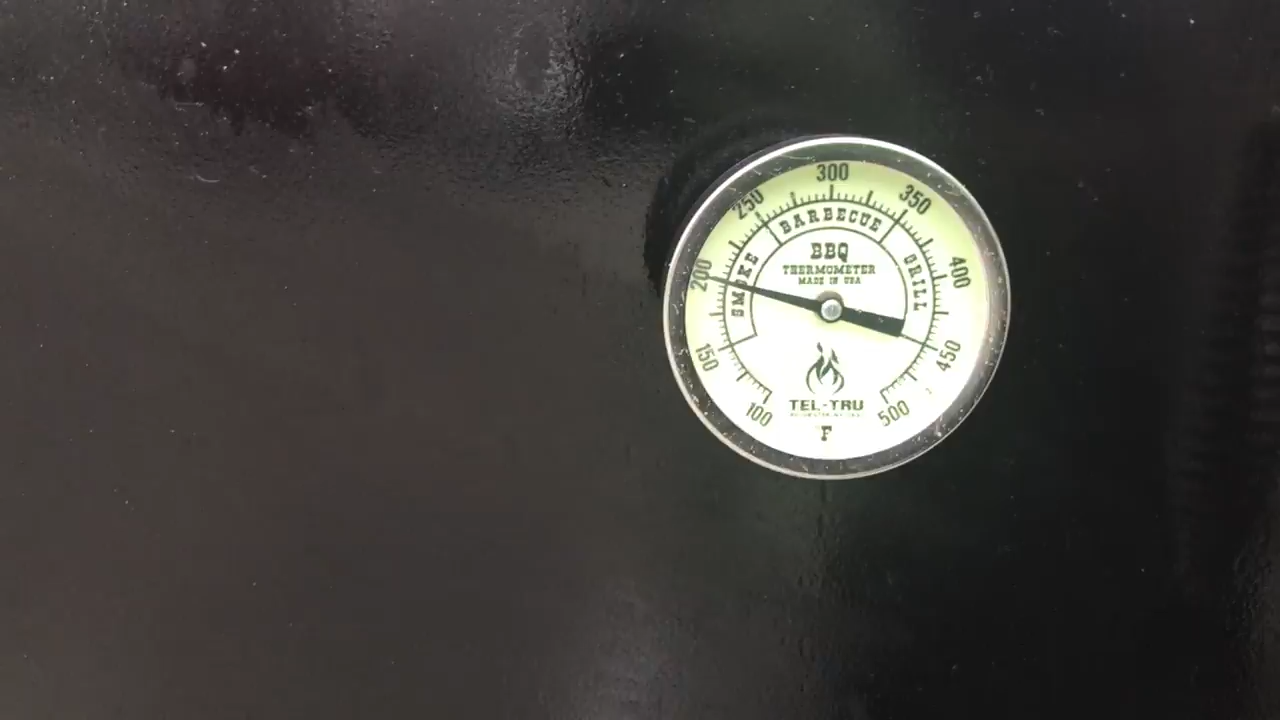 100
150
200
250
300
350
400
450
500
SMOKE
BARBECUE
GRILL
BBQ
THERMOMETER
MADE IN USA
TEL-TRU
°F